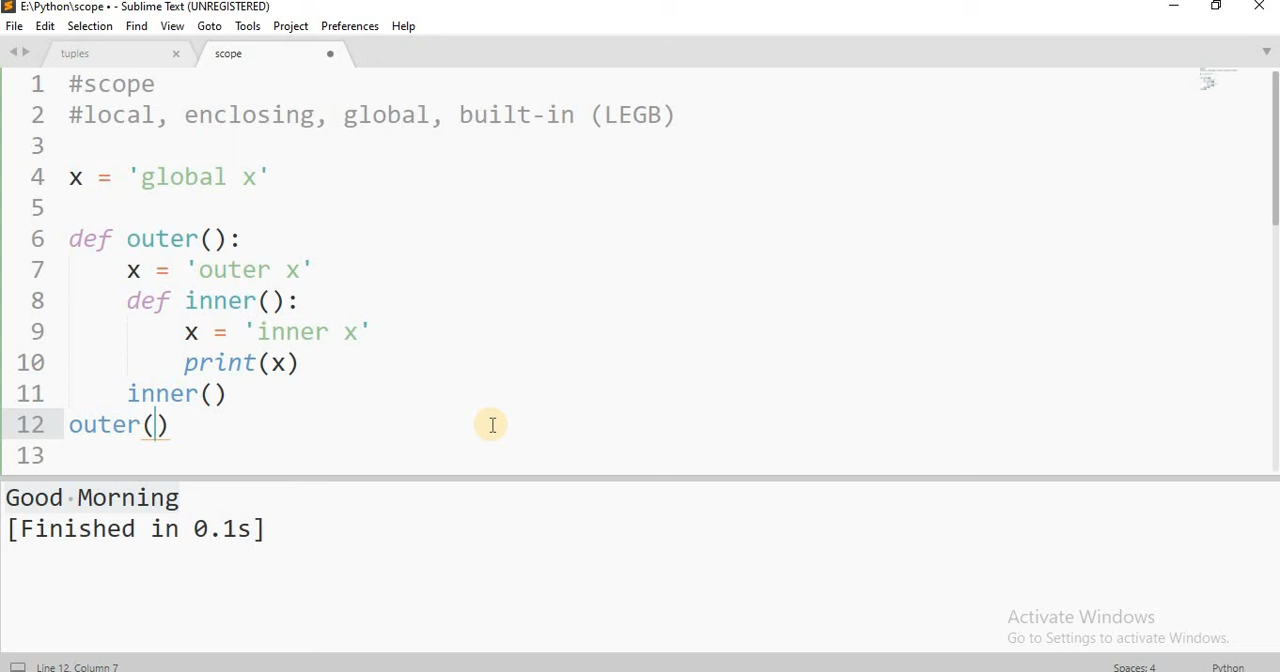 E:\Python\scope • - Sublime Text (UNREGISTERED)
File Edit Selection Find View Goto Tools Project Preferences Help
tuples scope
1 #scope
2 #local, enclosing, global, built-in (LEGB)
3
4 x = 'global x'
5
6 def outer():
7 x = 'outer x'
8 def inner():
9 x = 'inner x'
10 print(x)
11 inner()
12 outer()
13
Good Morning
[Finished in 0.1s]
Activate Windows
Go to Settings to activate Windows.
Line 12, Column 7 Spaces: 4 Python